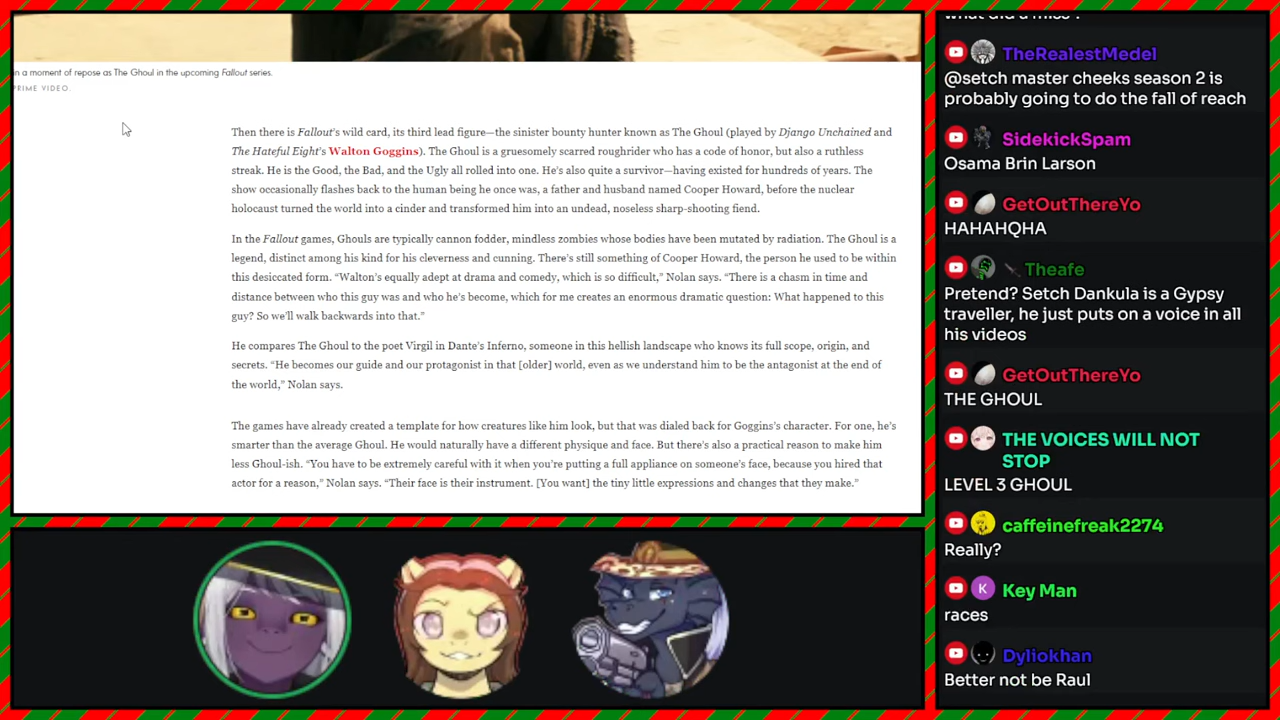 n a moment of repose as The Ghoul in the upcoming Fallout series.
PRIME VIDEO.
Then there is Fallout's wild card, its third lead figure—the sinister bounty hunter known as The Ghoul (played by Django Unchained and
The Hateful Eight's Walton Goggins). The Ghoul is a gruesomely scarred roughrider who has a code of honor, but also a ruthless
streak. He is the Good, the Bad, and the Ugly all rolled into one. He's also quite a survivor—having existed for hundreds of years. The
show occasionally flashes back to the human being he once was, a father and husband named Cooper Howard, before the nuclear
holocaust turned the world into a cinder and transformed him into an undead, noseless sharp-shooting fiend.
In the Fallout games, Ghouls are typically cannon fodder, mindless zombies whose bodies have been mutated by radiation. The Ghoul is a
legend, distinct among his kind for his cleverness and cunning. There's still something of Cooper Howard, the person he used to be within
this desicated form. “Walton's equally adept at drama and comedy, which is so difficult,” Nolan says. “There is a chasm in time and
distance between who this guy was and who he's become, which for me creates an enormous dramatic question: What happened to this
guy? So we'll walk backwards into that.”
He compares The Ghoul to the poet Virgil in Dante's Inferno, someone in this hellish landscape who knows its full scope, origin, and
secrets. “He becomes our guide and our protagonist in that [older] world, even as we understand him to be the antagonist at the end of
the world,” Nolan says.
The games have already created a template for how creatures like him look, but that was dialed back for Goggins's character. For one, he's
smarter than the average Ghoul. He would naturally have a different physique and face. But there's also a practical reason to make him
less Ghoul-ish. “You have to be extremely careful with it when you're putting a full appliance on someone's face, because you hired that
actor for a reason,” Nolan says. “Their face is their instrument. [You want] the tiny little expressions and changes that they make.”
what did a miss ?
TheRealestMedel
@setch master cheeks season 2 is
probably going to do the fall of reach
SidekickSpam
Osama Brin Larson
GetOutThereYo
HAHAHQHA
Theafe
Pretend? Setch Dankula is a Gypsy
traveller, he just puts on a voice in all
his videos
GetOutThereYo
THE GHOUL
THE VOICES WILL NOT
STOP
LEVEL 3 GHOUL
caffeinefreak2274
Really?
K
Key Man
races
Dyliokhan
Better not be Raul